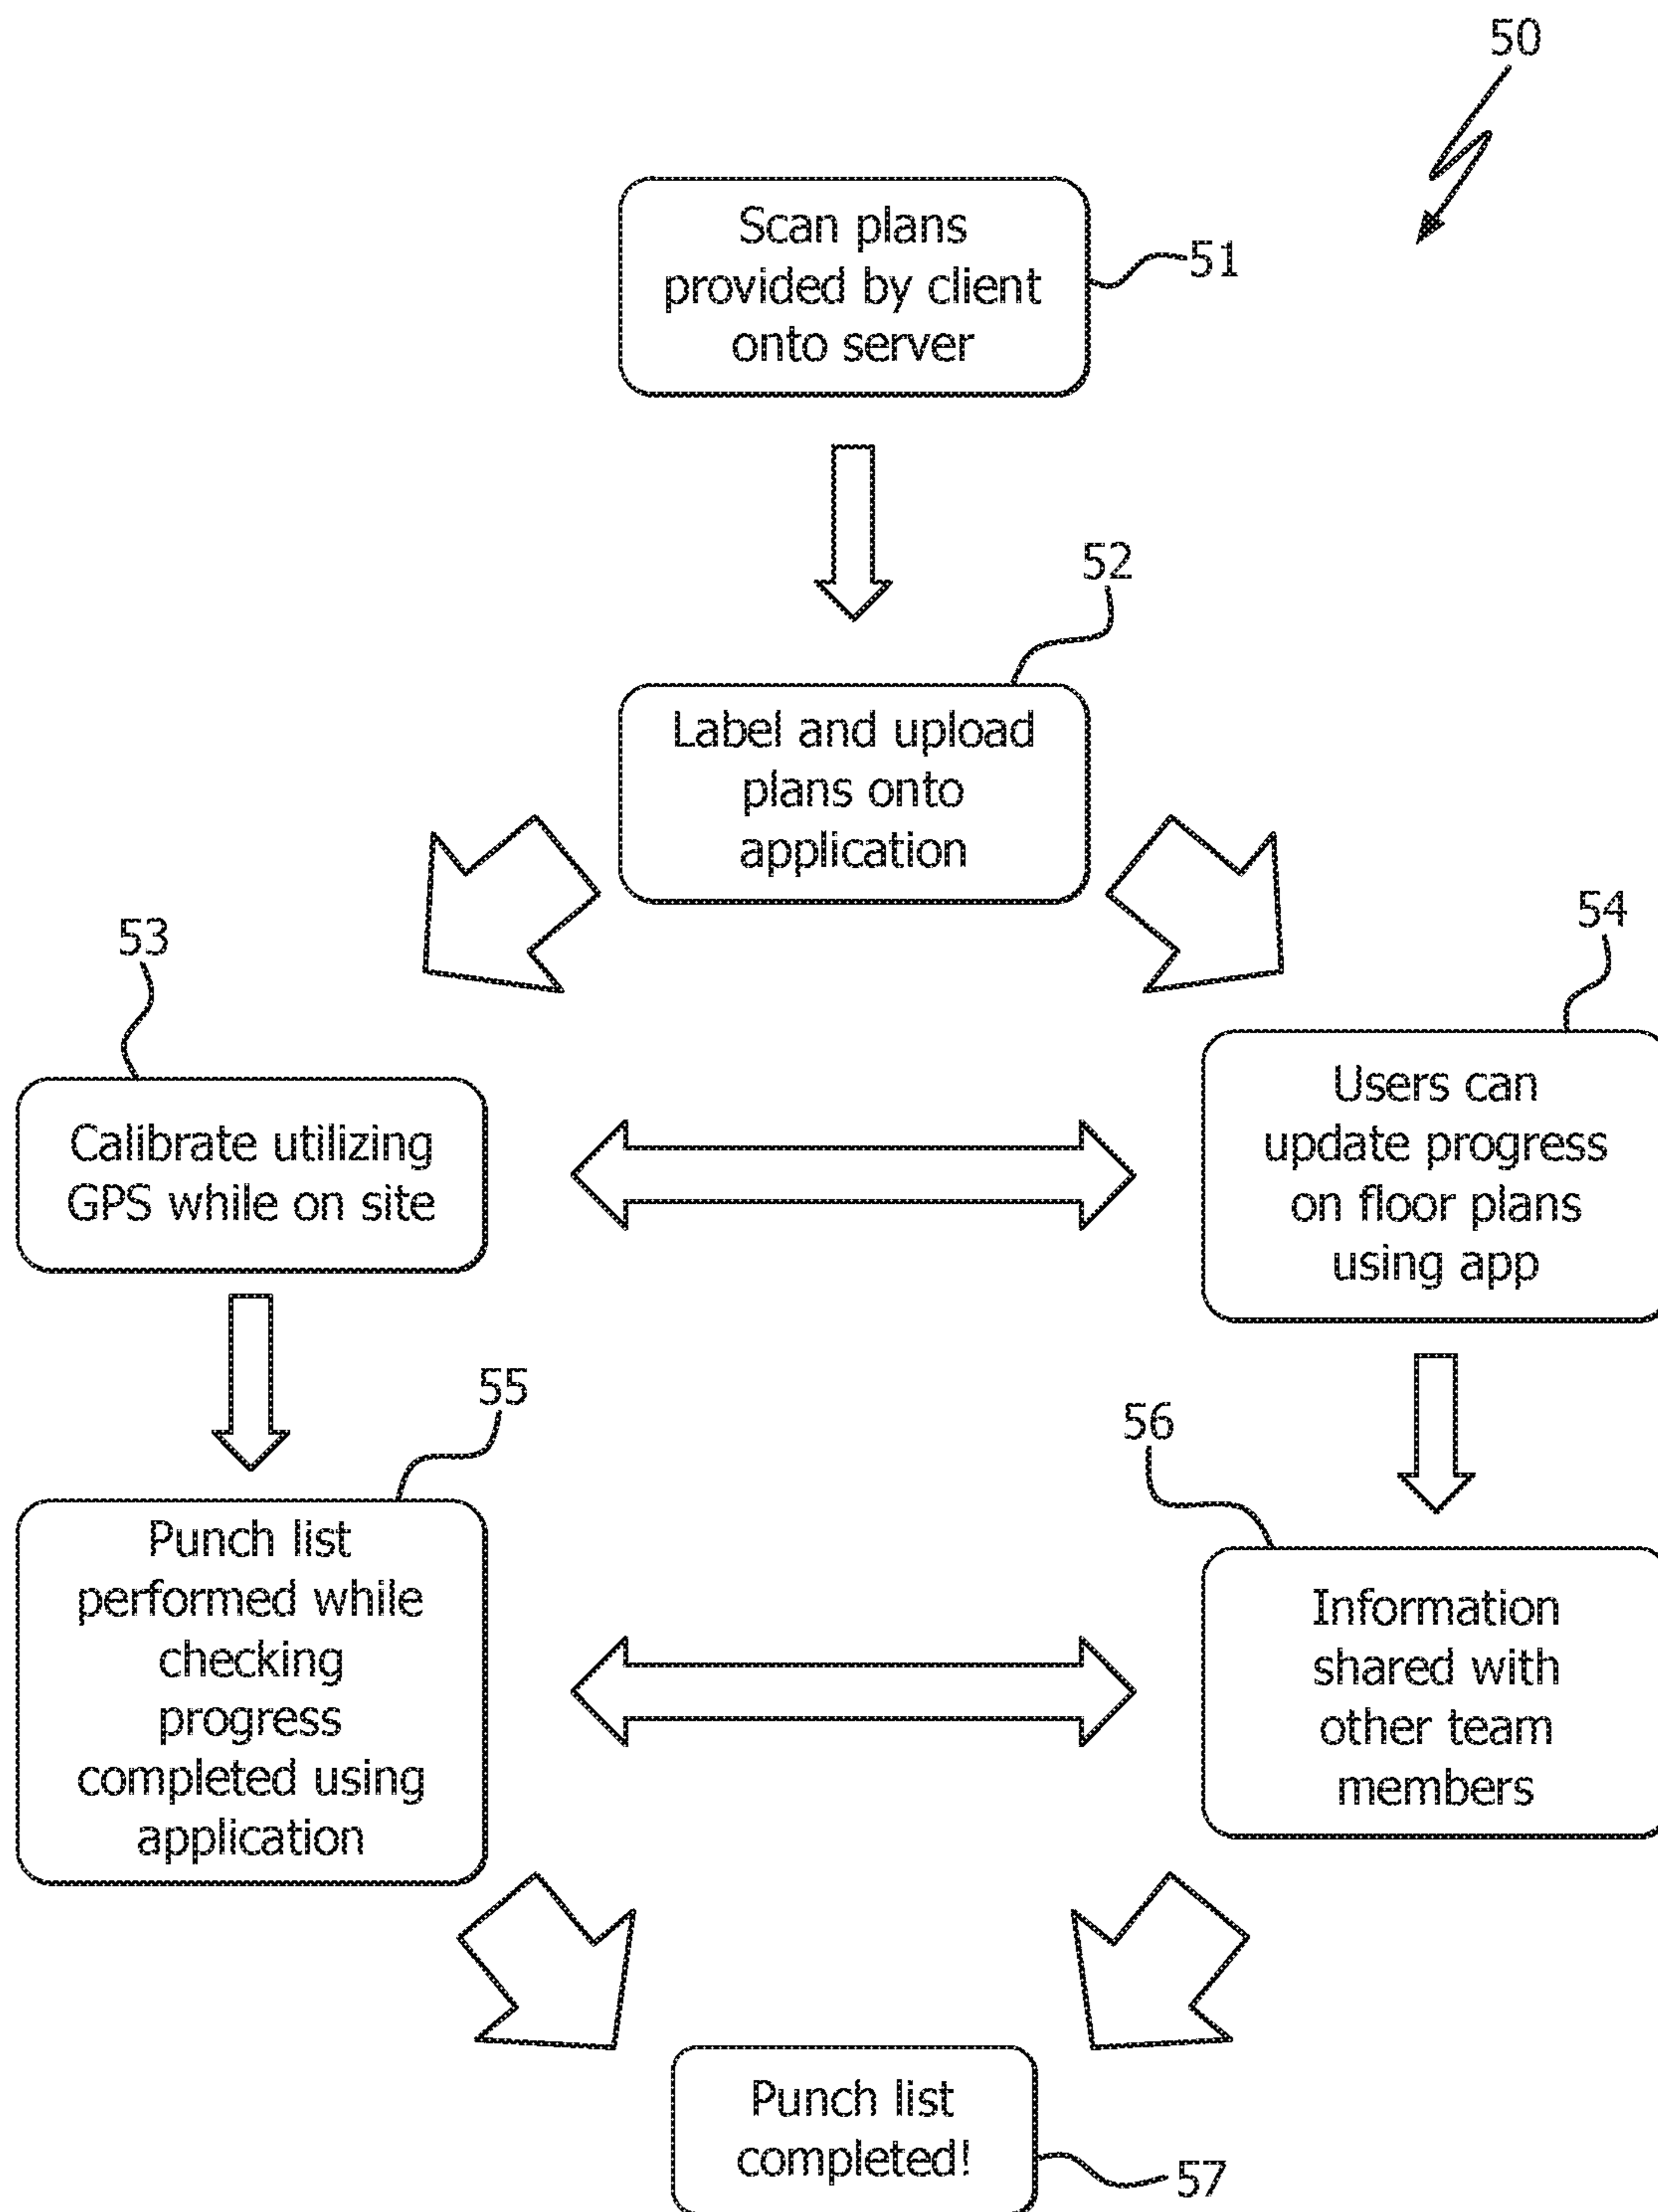 50
Scan plans
provided by client
onto server
51
52
Label and upload
plans onto
application
53
54
Calibrate utilizing
GPS while on site
Users can
update progress
on floor plans
using app
55
56
Punch list
performed while
checking
progress
completed using
application
Information
shared with
other team
members
Punch list
completed!
57